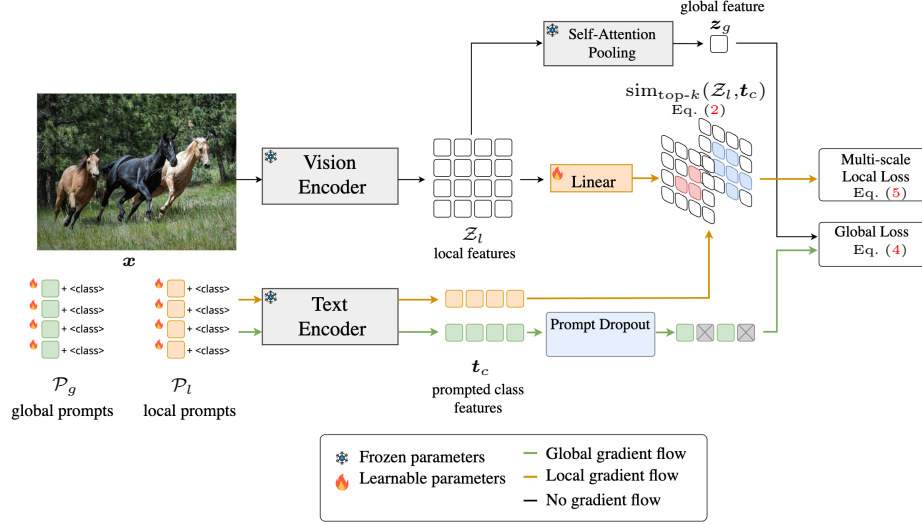 global feature
z_g
Self-Attention
Pooling
sim_top-k(Z_l, t_c)
Eq. (2)
Vision
Encoder
Linear
Multi-scale
Local Loss
Eq. (5)
Z_l
local features
x
Global Loss
Eq. (4)
+ <class> + <class>
+ <class> + <class>
+ <class> + <class>
+ <class> + <class>
Text
Encoder
Prompt Dropout
P_g
global prompts
P_l
local prompts
t_c
prompted class
features
Frozen parameters
Learnable parameters
Global gradient flow
Local gradient flow
No gradient flow